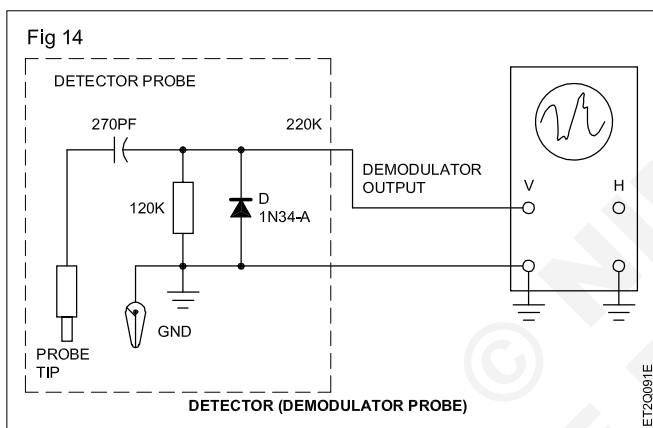 Fig 14
DETECTOR PROBE
270PF
220K
120K
D
1N34-A
DEMODULATOR
OUTPUT
V
H
GND
PROBE
TIP
DETECTOR (DEMODULATOR PROBE)
ET2Q091E
©